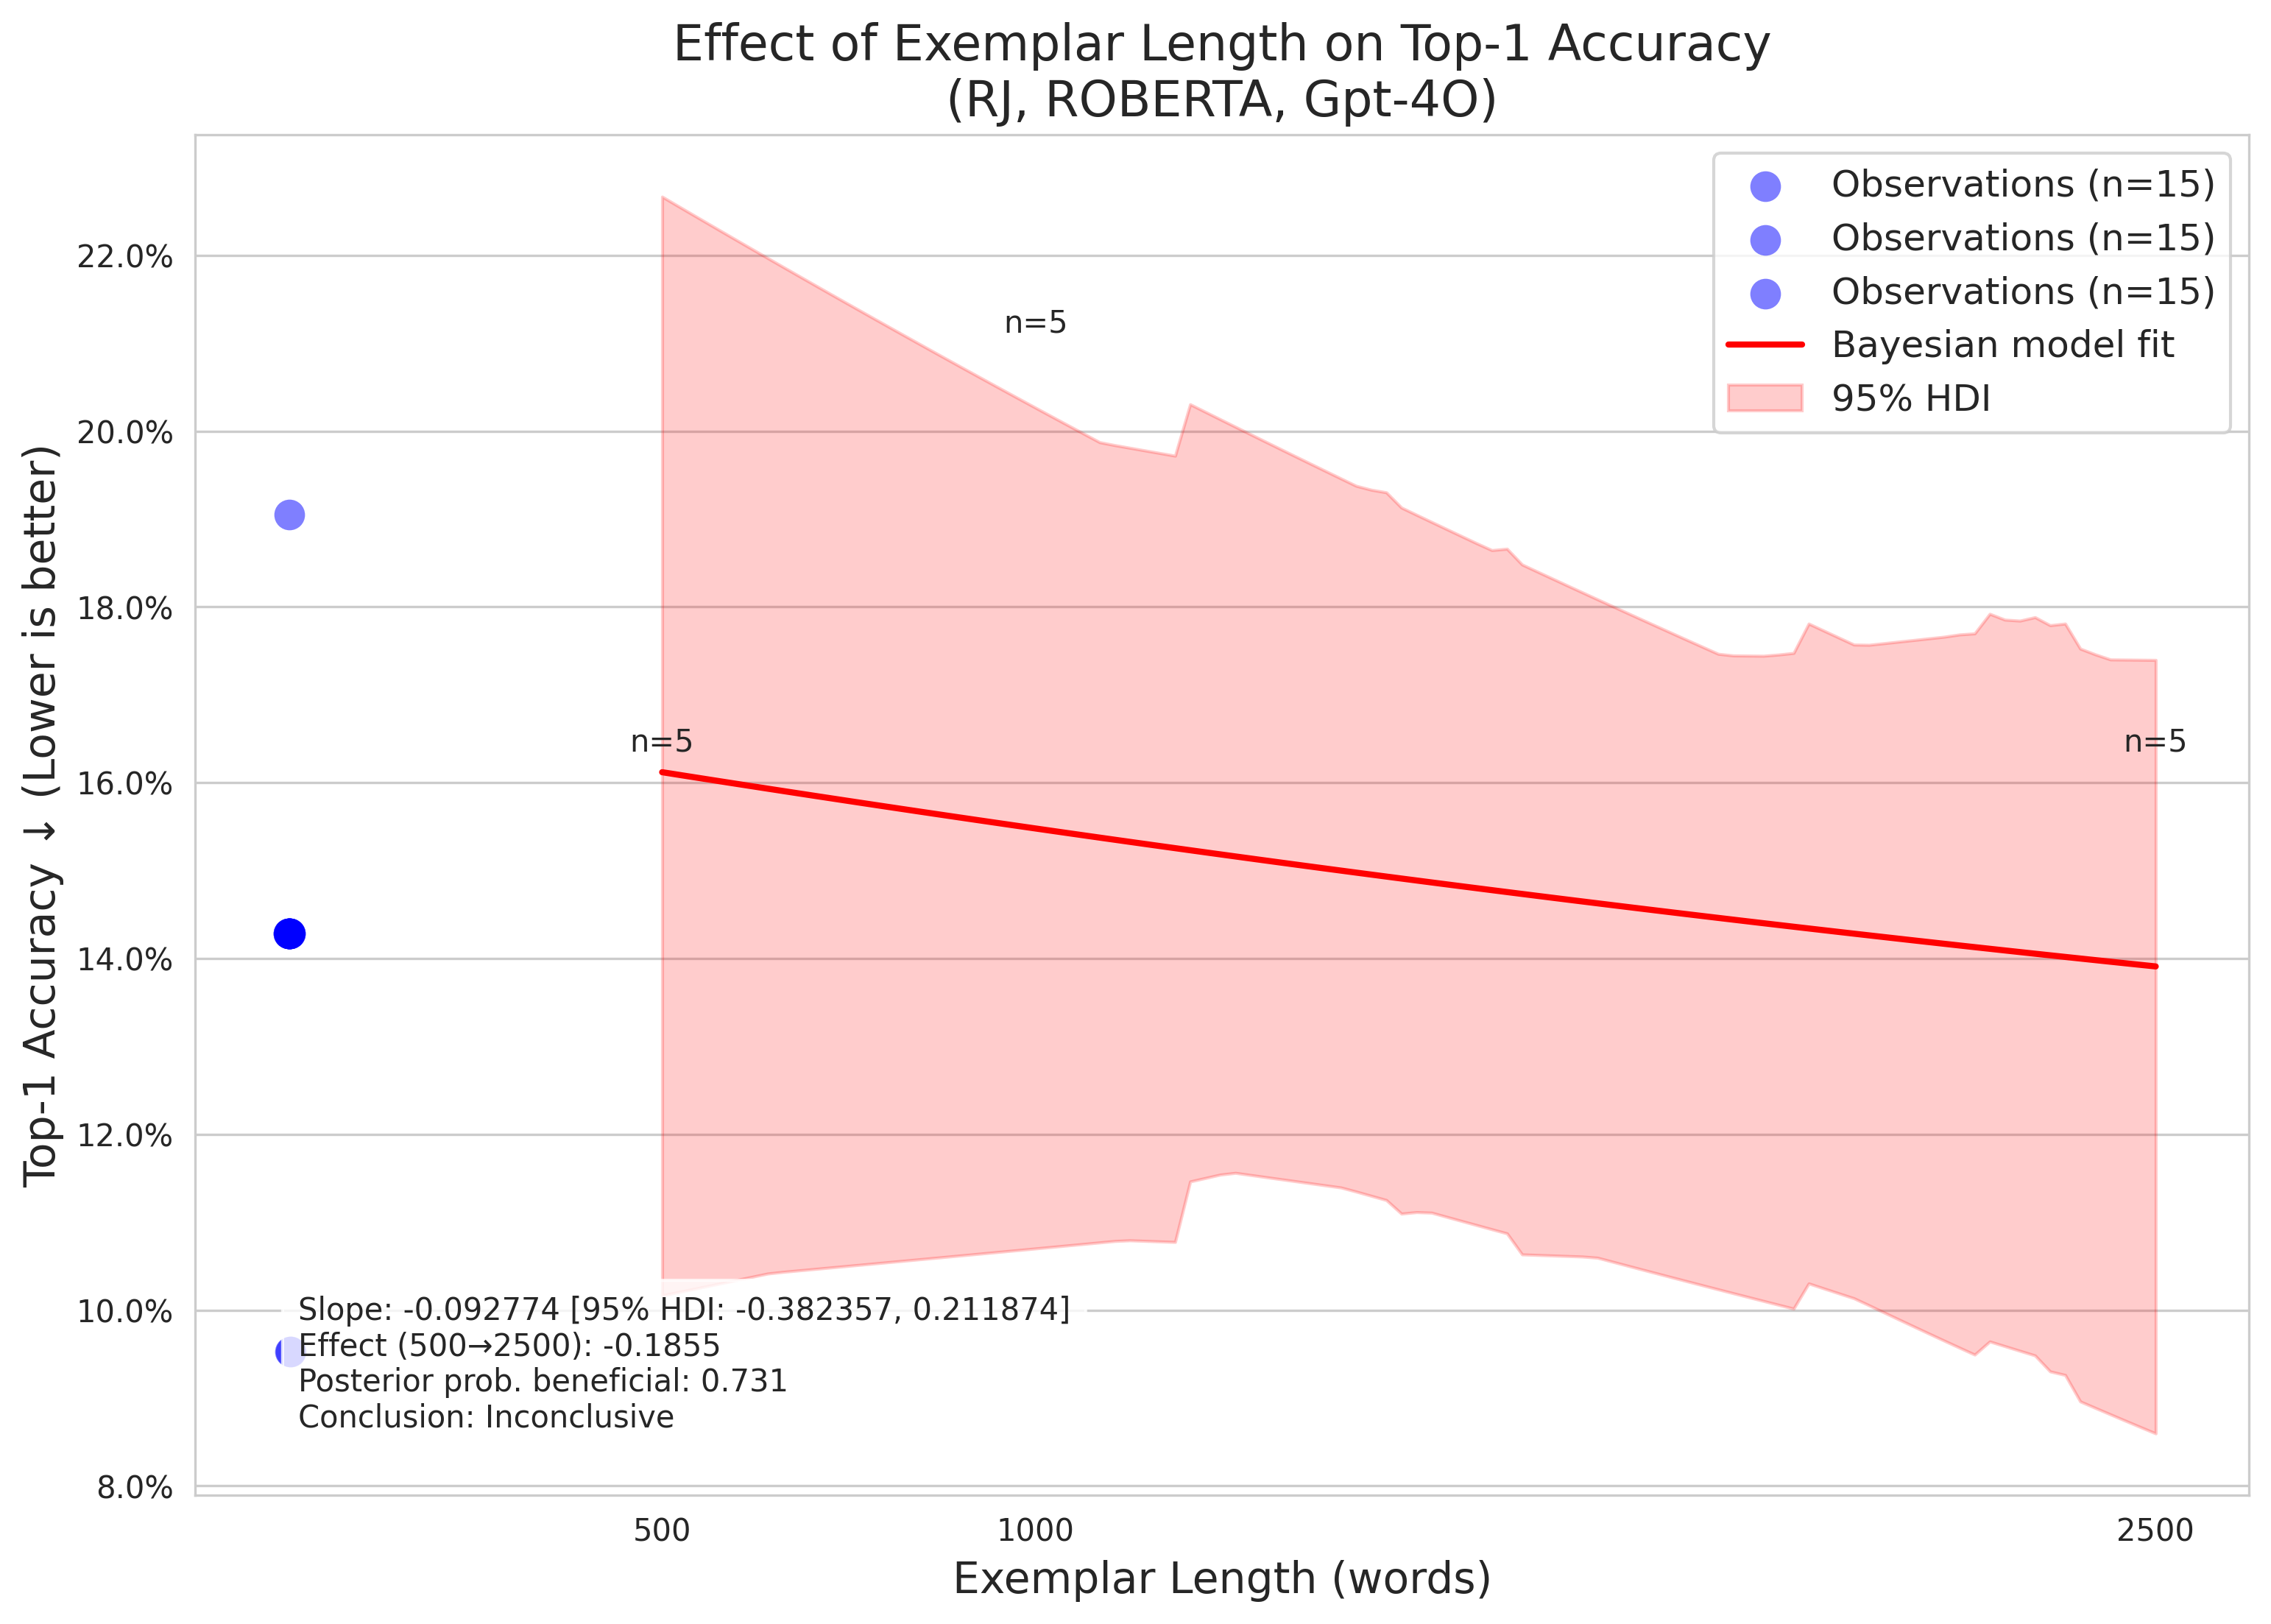 Effect of Exemplar Length on Top-1 Accuracy
(RJ, ROBERTA, Gpt-4O)
Top-1 Accuracy ↓ (Lower is better)
22.0%
20.0%
18.0%
16.0%
14.0%
12.0%
10.0%
8.0%
Observations (n=15)
Observations (n=15)
Observations (n=15)
Bayesian model fit
95% HDI
n=5
n=5
n=5
Slope: -0.092774 [95% HDI: -0.382357, 0.211874]
Effect (500→2500): -0.1855
Posterior prob. beneficial: 0.731
Conclusion: Inconclusive
500
1000
2500
Exemplar Length (words)